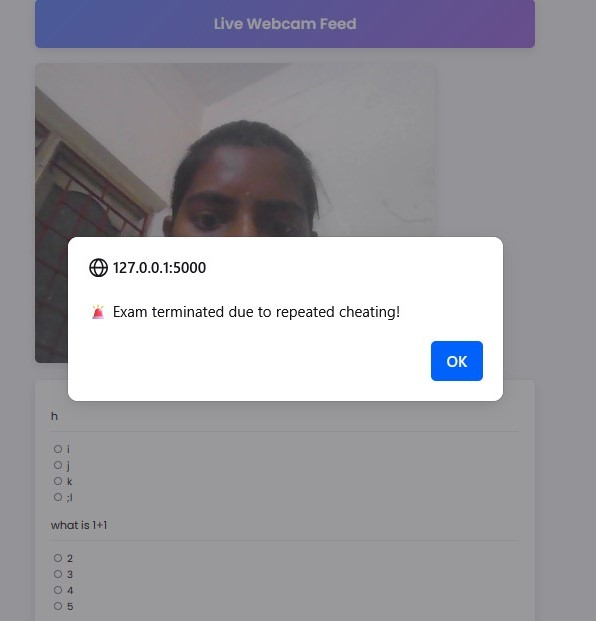 Live Webcam Feed
127.0.0.1:5000
🚨 Exam terminated due to repeated cheating!
OK
h
i
j
k
;l
what is 1+1
2
3
4
5